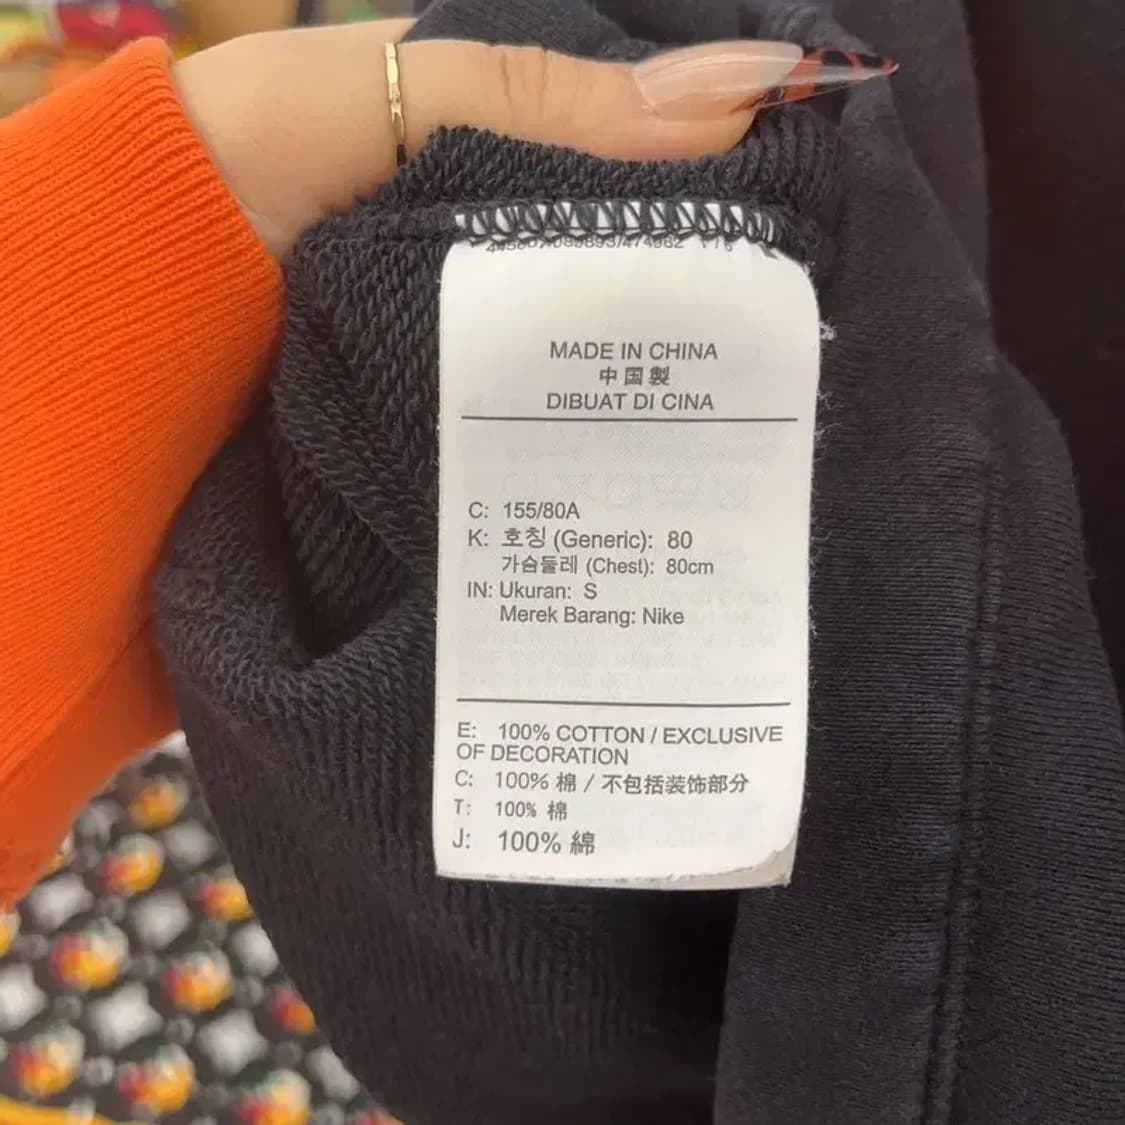 MADE IN CHINA
中国製
DIBUAT DI CINA
C: 155/80A
K: 호칭 (Generic): 80
가슴둘레 (Chest): 80cm
IN: Ukuran: S
Merek Barang: Nike
E: 100% COTTON / EXCLUSIVE
OF DECORATION
C: 100% 棉 / 不包括装饰部分
T: 100% 棉
J: 100% 綿